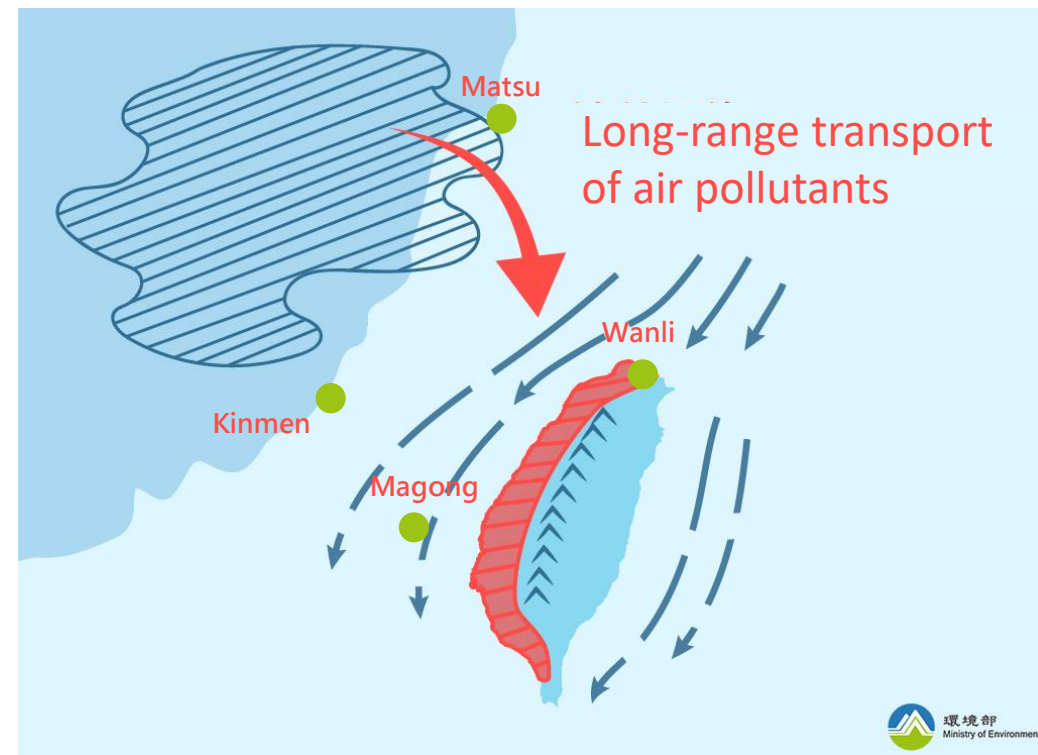 Matsu
Long-range transport
of air pollutants
Wanli
Kinmen
Magong
環境部
Ministry of Environmen